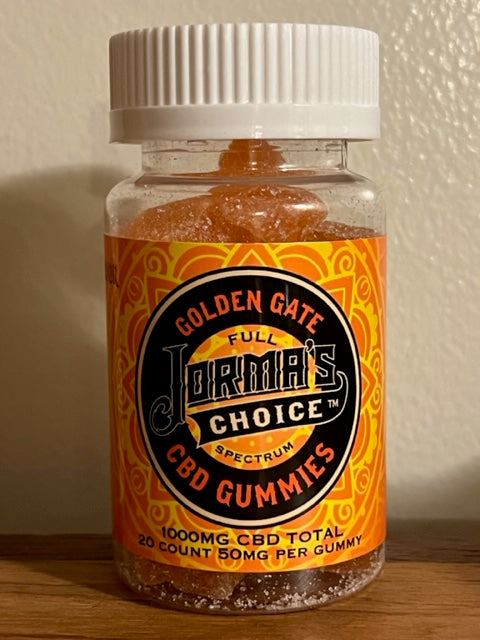 GOLDEN GATE
FULL
JORMA'S
CHOICE™
SPECTRUM
CBD GUMMIES
1000MG CBD TOTAL
20 COUNT 50MG PER GUMMY